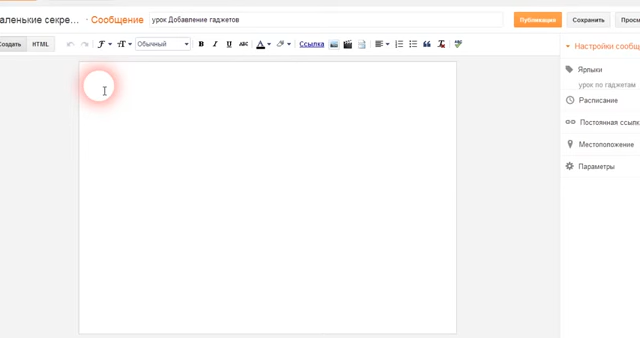 аленькие секре... · Сообщение урок Добавление гаджетов Публикация Сохранить Просм
Создать HTML Обычный Ссылка ABC
Настройки сообщ
Ярлыки
урок по гаджетам
Расписание
Постоянная ссылк
Местоположение
Параметры